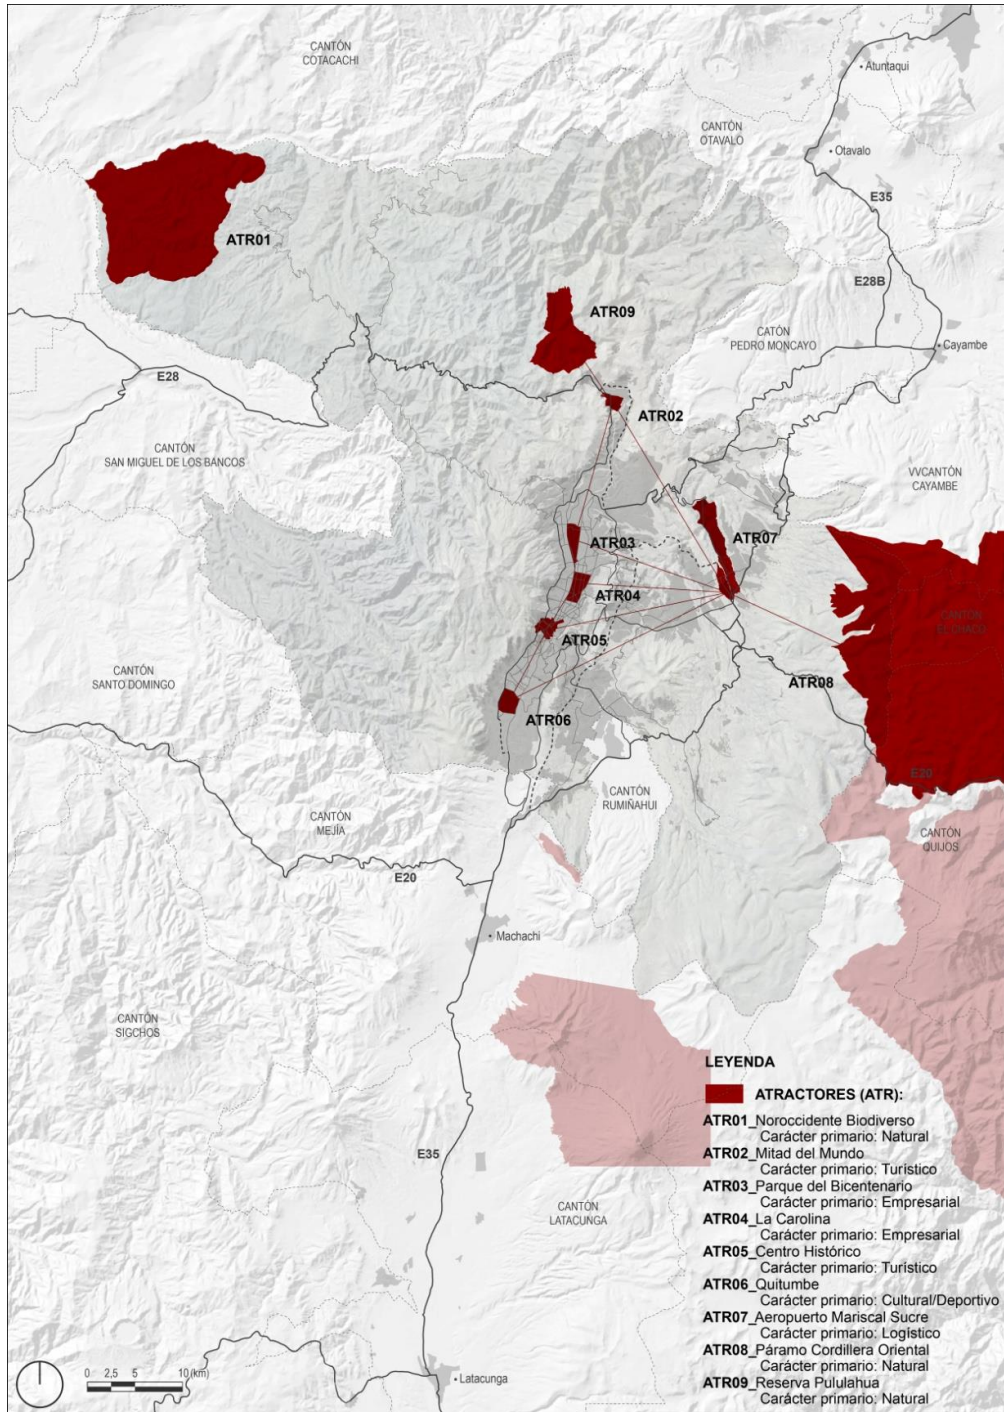 CANTÓN
COTACACHI
Atuntaqui
CANTÓN
OTAVALO
Otavalo
E35
ATR01
E28B
ATR09
CATÓN
PEDRO MONCAYO
Cayambe
E28
ATR02
CANTÓN
SAN MIGUEL DE LOS BANCOS
VVCANTÓN
CAYAMBE
ATR03
ATR07
ATR04
CANTÓN
EL CHACO
ATR05
CANTÓN
SANTO DOMINGO
ATR08
ATR06
E20
CANTÓN
RUMIÑAHUI
CANTÓN
MEJÍA
CANTÓN
QUIJOS
E20
Machachi
CANTÓN
SIGCHOS
E35
CANTÓN
LATACUNGA
LEYENDA
ATRACTORES (ATR):
ATR01_Noroccidente Biodiverso
Carácter primario: Natural
ATR02_Mitad del Mundo
Carácter primario: Turístico
ATR03_Parque del Bicentenario
Carácter primario: Empresarial
ATR04_La Carolina
Carácter primario: Empresarial
ATR05_Centro Histórico
Carácter primario: Turístico
ATR06_Quitumbe
Carácter primario: Cultural/Deportivo
ATR07_Aeropuerto Mariscal Sucre
Carácter primario: Logístico
ATR08_Páramo Cordillera Oriental
Carácter primario: Natural
ATR09_Reserva Pululahua
Carácter primario: Natural
0 2,5 5 10 (km)
Latacunga